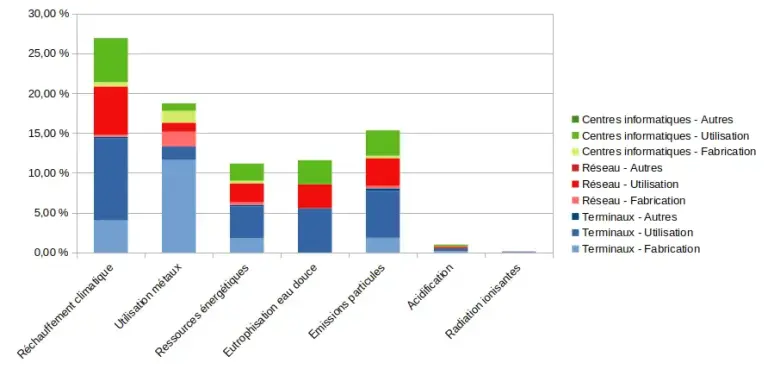 30,00 %
25,00 %
20,00 %
15,00 %
10,00 %
5,00 %
0,00 %
Réchauffement climatique
Utilisation métaux
Ressources énergétiques
Eutrophisation eau douce
Emissions particules
Acidification
Radiation ionisantes
Centres informatiques - Autres
Centres informatiques - Utilisation
Centres informatiques - Fabrication
Réseau - Autres
Réseau - Utilisation
Réseau - Fabrication
Terminaux - Autres
Terminaux - Utilisation
Terminaux - Fabrication